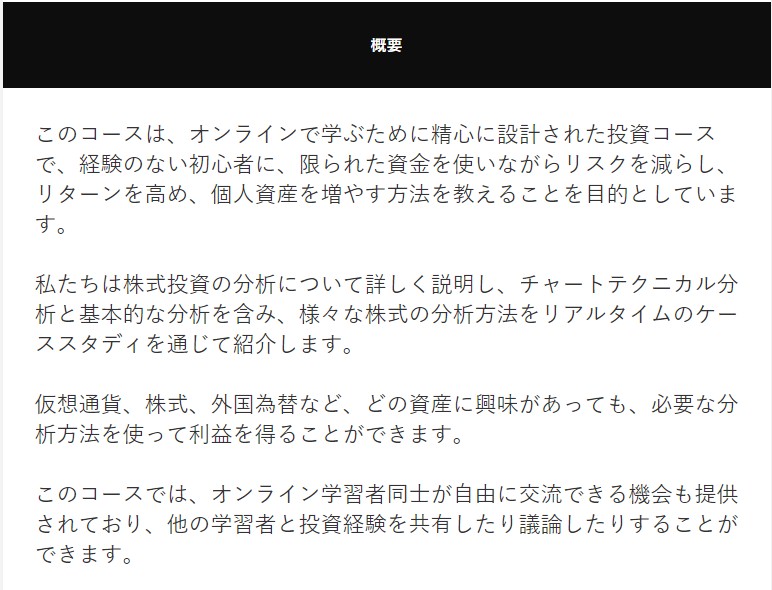 概要
このコースは、オンラインで学ぶために精心に設計された投資コース
で、経験のない初心者に、限られた資金を使いながらリスクを減らし、
リターンを高め、個人資産を増やす方法を教えることを目的としていま
す。
私たちは株式投資の分析について詳しく説明し、チャートテクニカル分
析と基本的な分析を含み、様々な株式の分析方法をリアルタイムのケー
ススタディを通じて紹介します。
仮想通貨、株式、外国為替など、どの資産に興味があっても、必要な分
析方法を使って利益を得ることができます。
このコースでは、オンライン学習者同士が自由に交流できる機会も提供
されており、他の学習者と投資経験を共有したり議論したりすることが
できます。